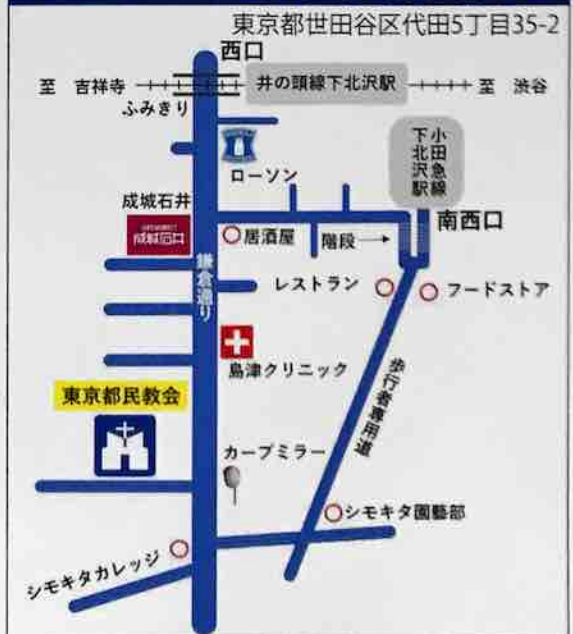 東京都世田谷区代田5丁目35-2
西口
至 吉祥寺
井の頭線下北沢駅
至 渋谷
ふみきり
小田急線
下北沢駅
ローソン
成城石井
成城石井
南西口
居酒屋
階段→
鎌倉通り
レストラン
フードストア
島津クリニック
歩行者専用道
東京都民教会
カーブミラー
シモキタ園藝部
シモキタカレッジ